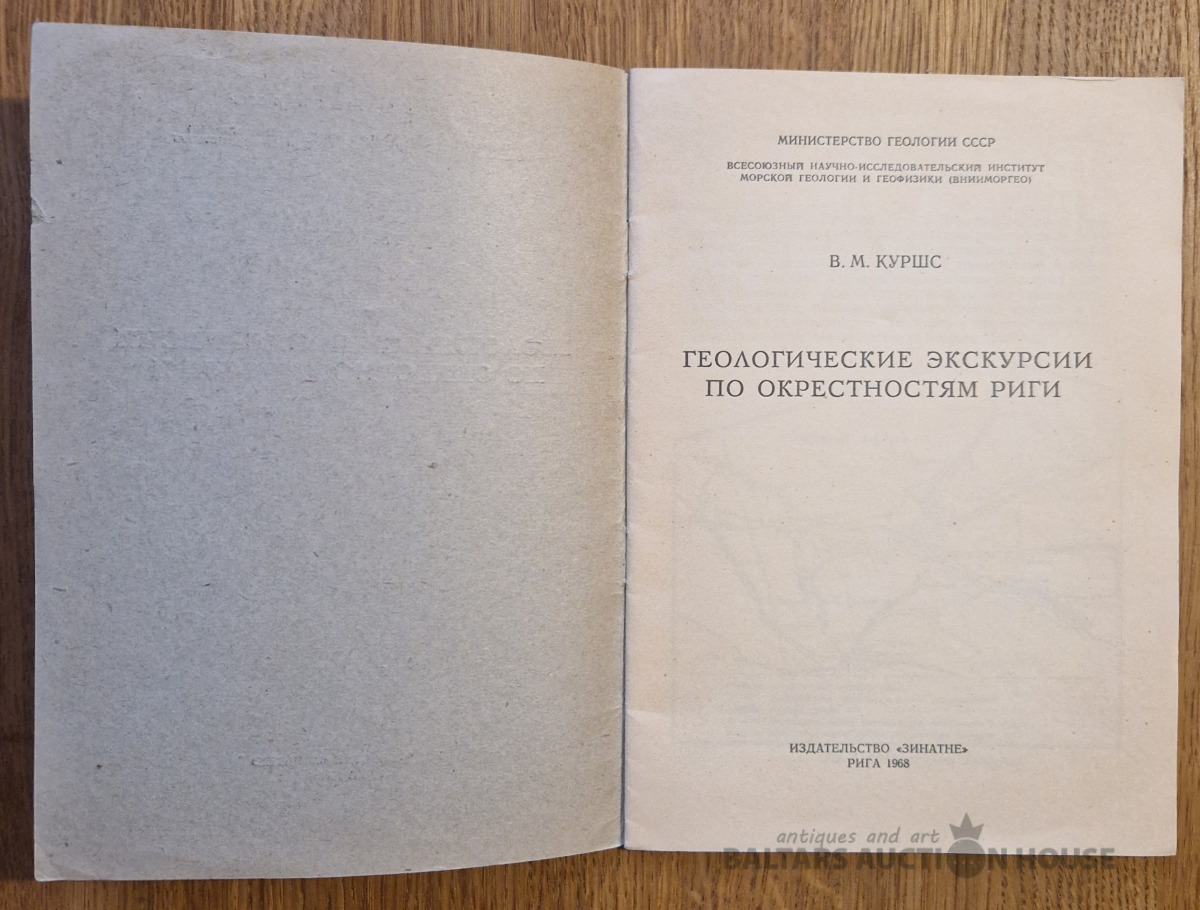 МИНИСТЕРСТВО ГЕОЛОГИИ СССР
ВСЕСОЮЗНЫЙ НАУЧНО-ИССЛЕДОВАТЕЛЬСКИЙ ИНСТИТУТ
МОРСКОЙ ГЕОЛОГИИ И ГЕОФИЗИКИ (ВНИИМОРГЕО)
В. М. КУРШС
ГЕОЛОГИЧЕСКИЕ ЭКСКУРСИИ
ПО ОКРЕСТНОСТЯМ РИГИ
ИЗДАТЕЛЬСТВО «ЗИНАТНЕ»
РИГА 1968
antiques and art
BALTARS AUCTION HOUSE